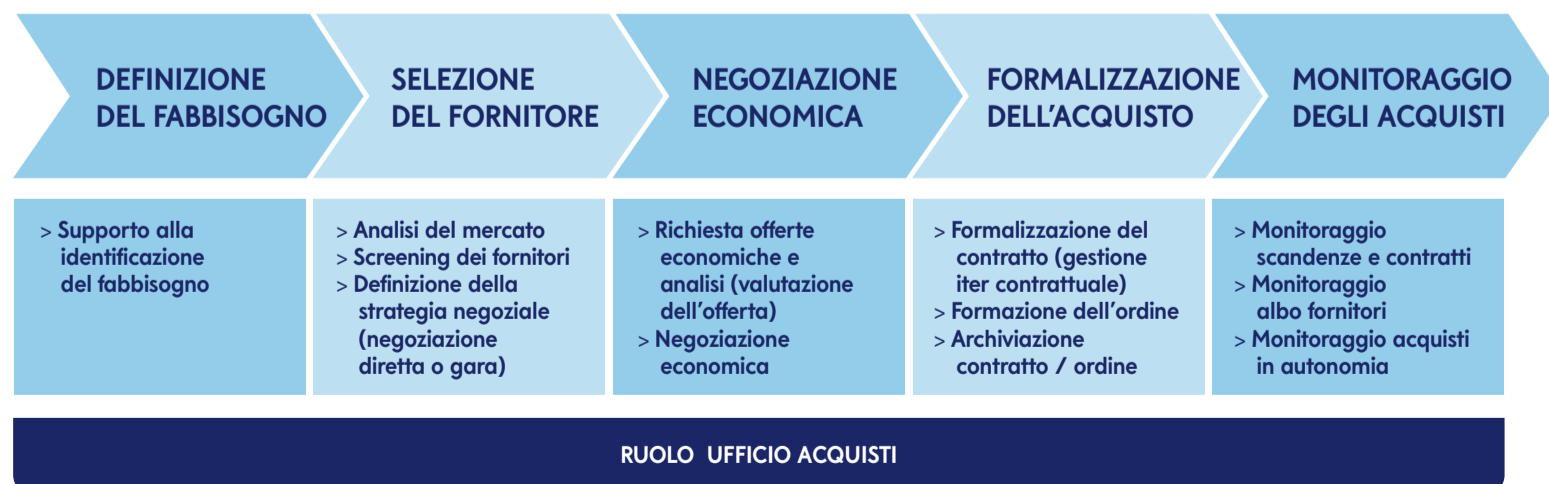 DEFINIZIONE
DEL FABBISOGNO
SELEZIONE
DEL FORNITORE
NEGOZIAZIONE
ECONOMICA
FORMALIZZAZIONE
DELL'ACQUISTO
MONITORAGGIO
DEGLI ACQUISTI
> Supporto alla
identificazione
del fabbisogno
> Analisi del mercato
> Screening dei fornitori
> Definizione della
strategia negoziale
(negoziazione
diretta o gara)
> Richiesta offerte
economiche e
analisi (valutazione
dell'offerta)
> Negoziazione
economica
> Formalizzazione del
contratto (gestione
iter contrattuale)
> Formazione dell'ordine
> Archiviazione
contratto / ordine
> Monitoraggio
scandenze e contratti
> Monitoraggio
albo fornitori
> Monitoraggio acquisti
in autonomia
RUOLO UFFICIO ACQUISTI